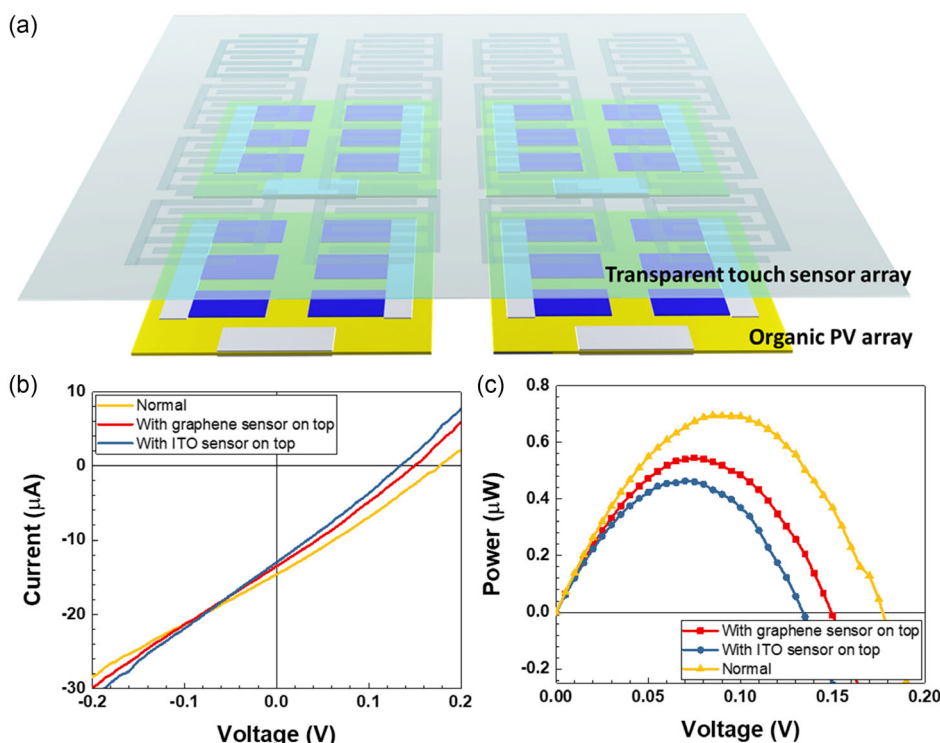 (a)
Transparent touch sensor array
Organic PV array
(b)
Normal
With graphene sensor on top
With ITO sensor on top
Current (μA)
10
0
-10
-20
-30
-0.2
-0.1
0.0
0.1
0.2
Voltage (V)
(c)
Power (μW)
0.8
0.6
0.4
0.2
0.0
-0.2
With graphene sensor on top
With ITO sensor on top
Normal
0.00
0.05
0.10
0.15
0.20
Voltage (V)